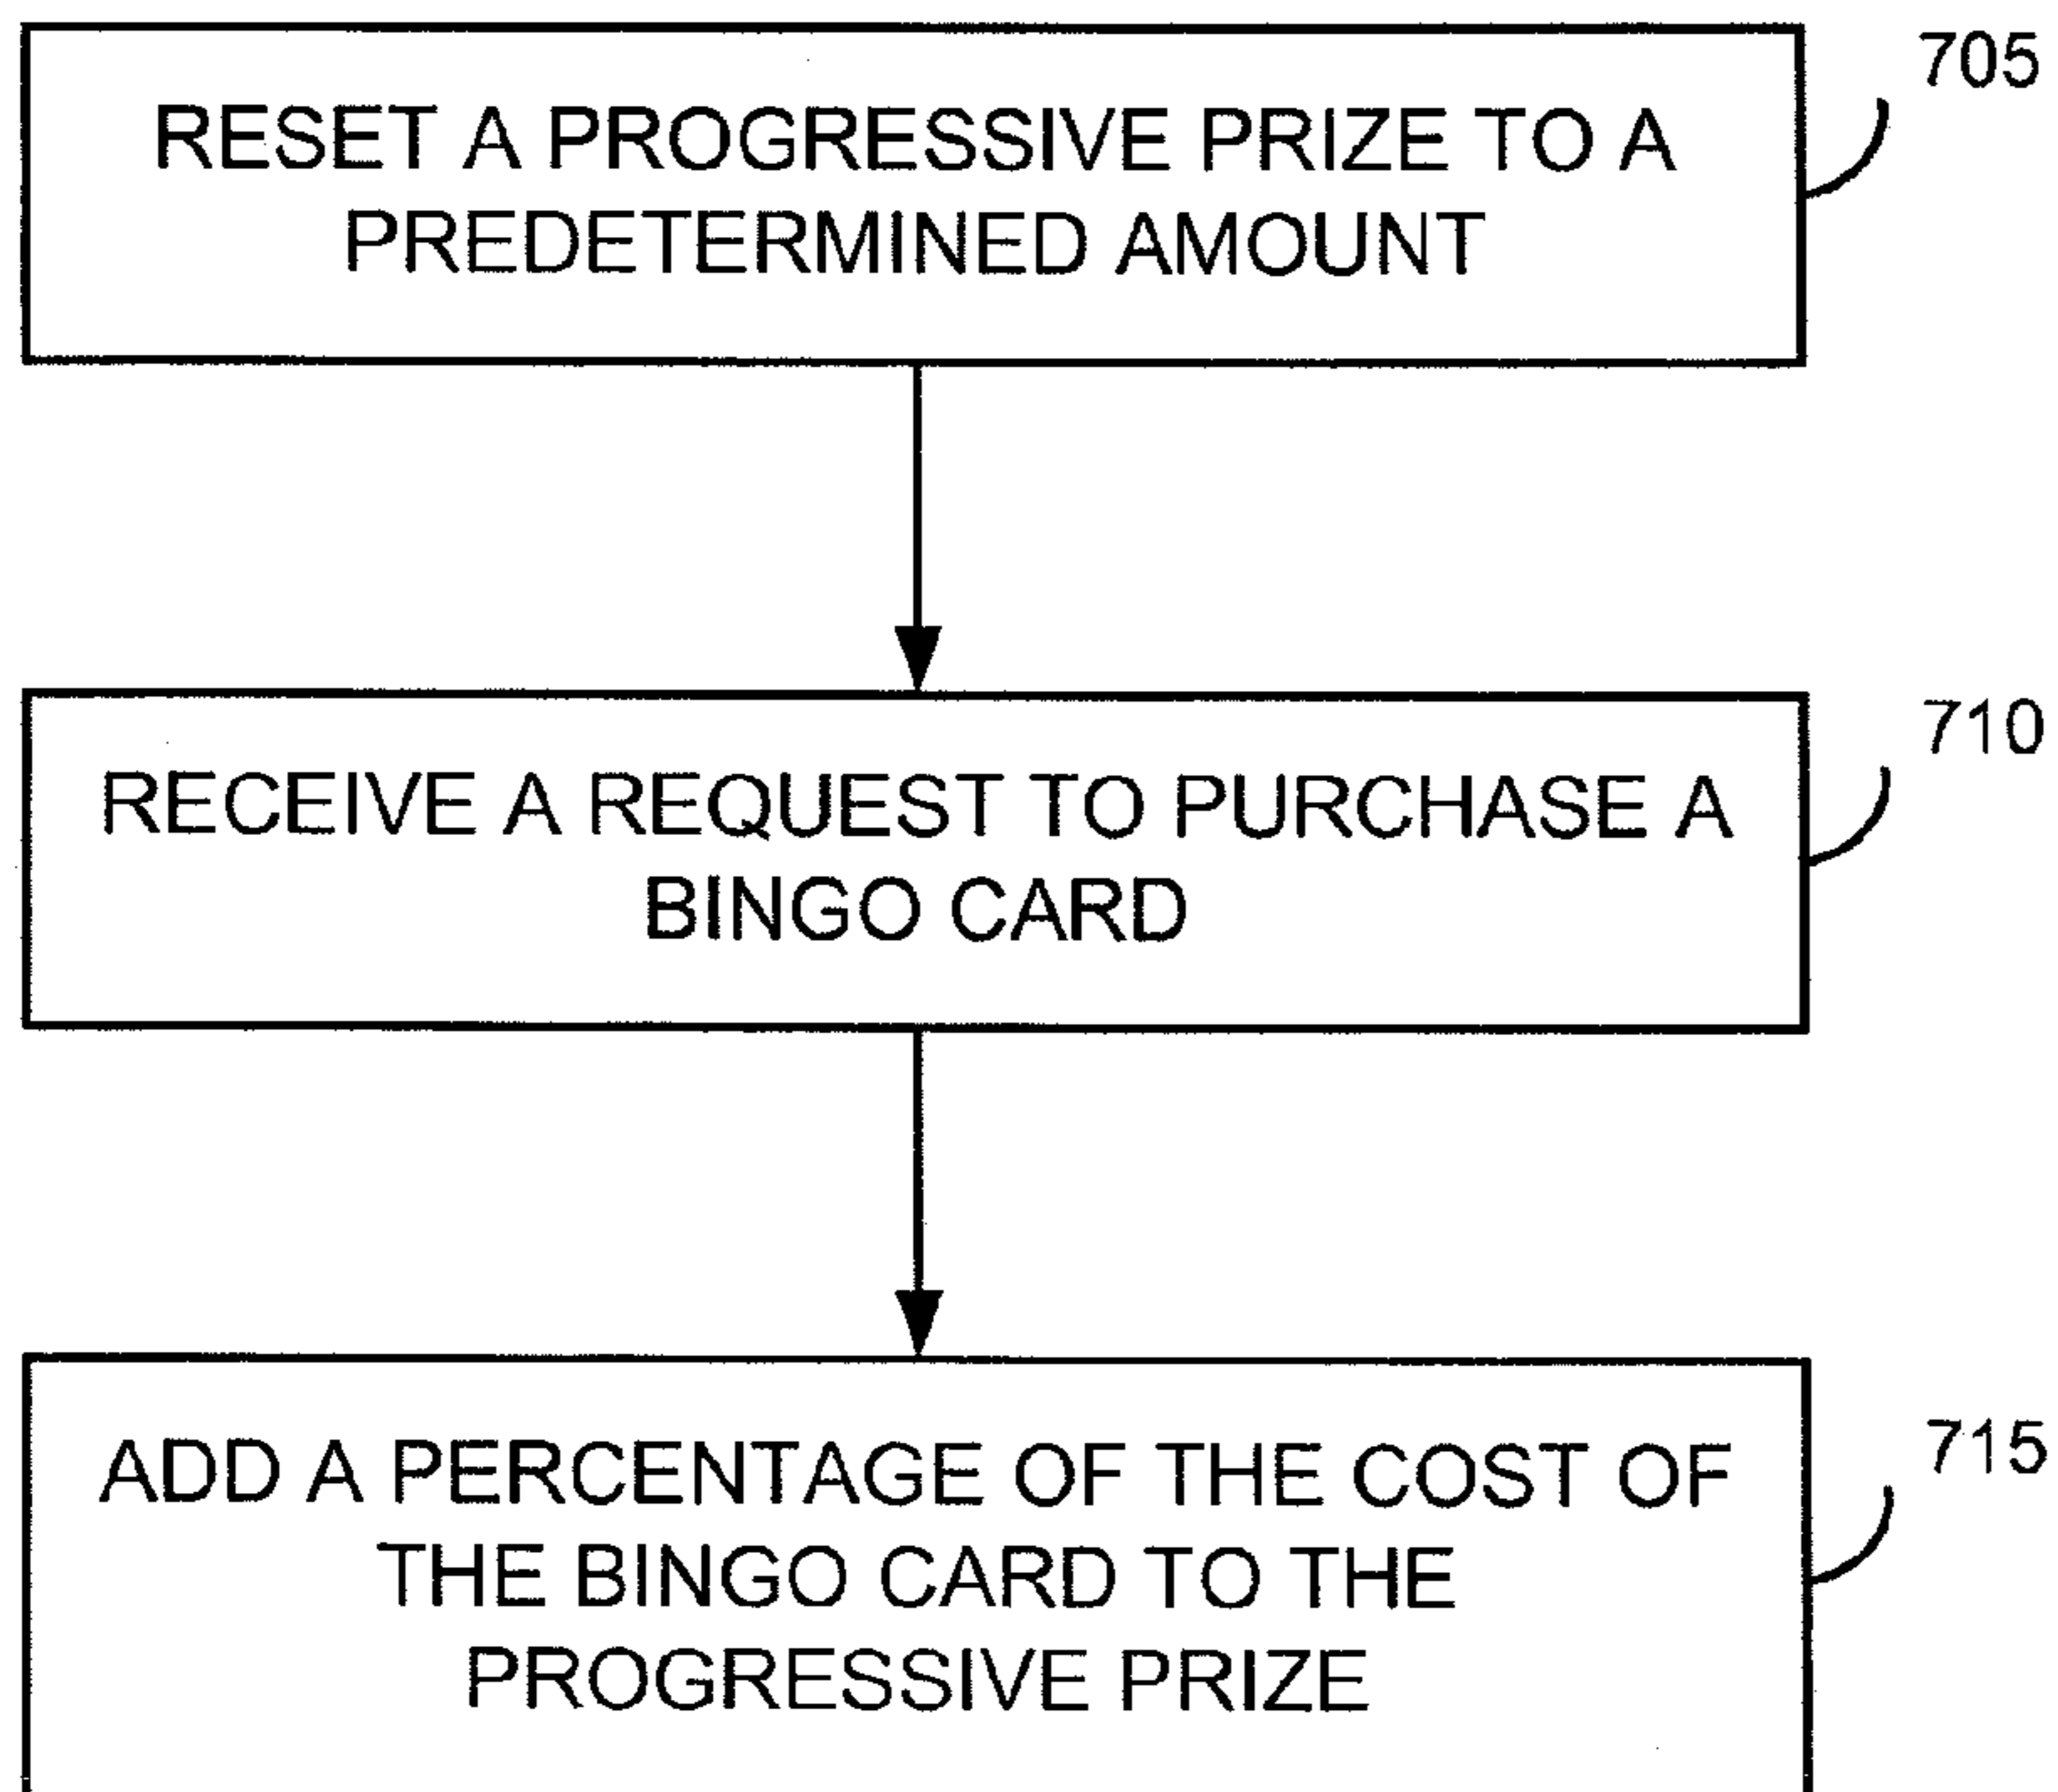 705
RESET A PROGRESSIVE PRIZE TO A
PREDETERMINED AMOUNT
710
RECEIVE A REQUEST TO PURCHASE A
BINGO CARD
715
ADD A PERCENTAGE OF THE COST OF
THE BINGO CARD TO THE
PROGRESSIVE PRIZE